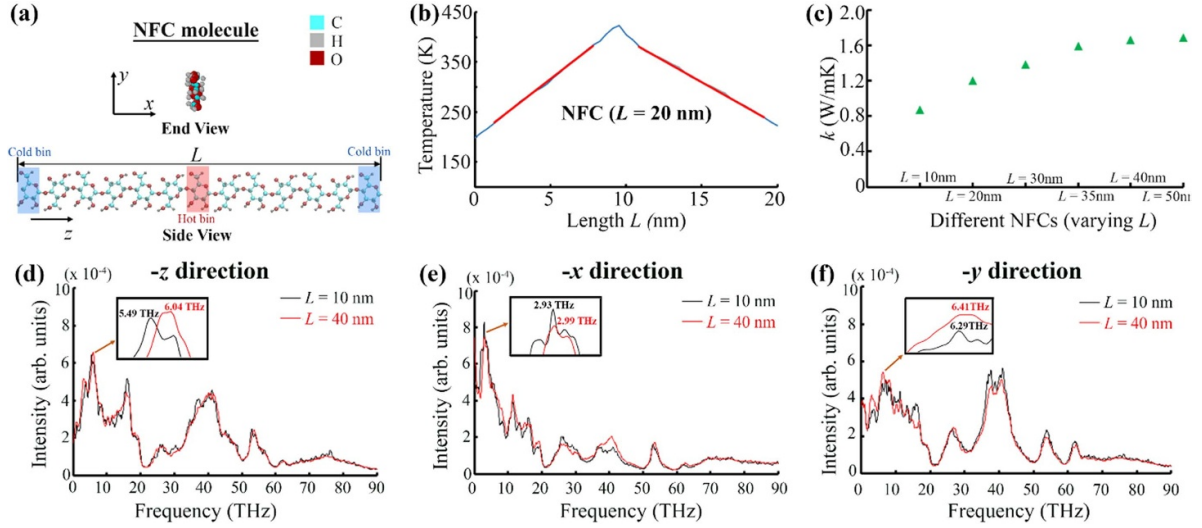 (a)
NFC molecule
C
H
O
y
x
End View
Cold bin
L
Cold bin
Hot bin
z
Side View
(b)
Temperature (K)
450
350
250
150
NFC (L = 20 nm)
0 5 10 15 20
Length L (nm)
(c)
k (W/mK)
2
1.6
1.2
0.8
0.4
0
L = 10nm L = 30nm L = 40nm
L = 20nm L = 35nm L = 50nm
Different NFCs (varying L)
(d)
-z direction
(x 10-4)
Intensity (arb. units)
10
8
6
4
2
0
5.49 THz
6.04 THz
L = 10 nm
L = 40 nm
0 10 20 30 40 50 60 70 80 90
Frequency (THz)
(e)
-x direction
(x 10-4)
Intensity (arb. units)
10
8
6
4
2
0
2.93 THz
2.99 THz
L = 10 nm
L = 40 nm
0 10 20 30 40 50 60 70 80 90
Frequency (THz)
(f)
-y direction
(x 10-4)
Intensity (arb. units)
10
8
6
4
2
0
6.41 THz
6.29 THz
L = 10 nm
L = 40 nm
0 10 20 30 40 50 60 70 80 90
Frequency (THz)